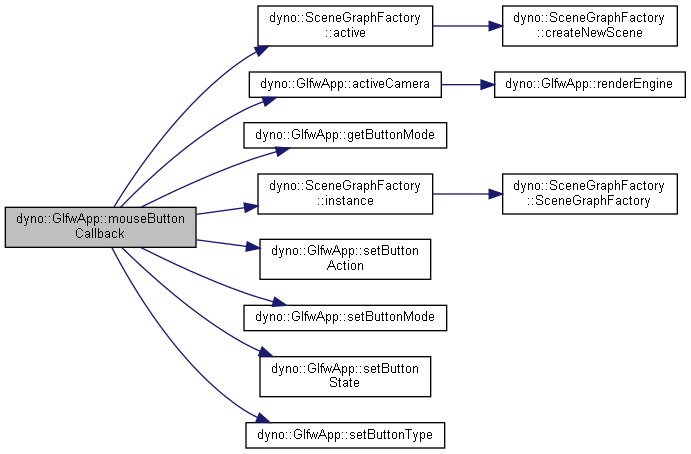 dyno::SceneGraphFactory
::active
dyno::SceneGraphFactory
::createNewScene
dyno::GlfwApp::activeCamera
dyno::GlfwApp::renderEngine
dyno::GlfwApp::getButtonMode
dyno::SceneGraphFactory
::instance
dyno::SceneGraphFactory
::SceneGraphFactory
dyno::GlfwApp::mouseButton
Callback
dyno::GlfwApp::setButton
Action
dyno::GlfwApp::setButtonMode
dyno::GlfwApp::setButton
State
dyno::GlfwApp::setButtonType